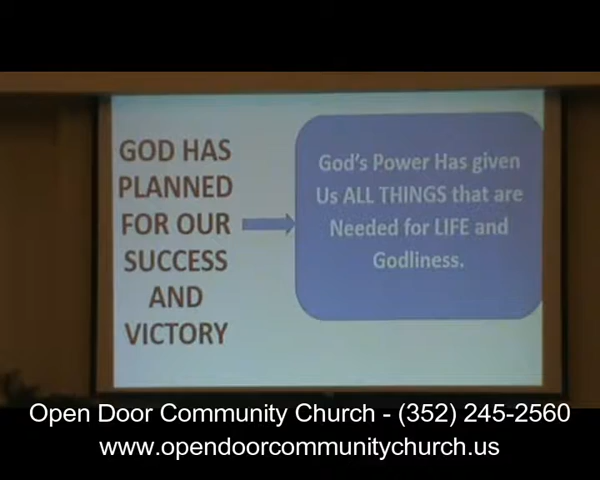 GOD HAS
PLANNED
FOR OUR
SUCCESS
AND
VICTORY
God's Power Has given
Us ALL THINGS that are
Needed for LIFE and
Godliness.
Open Door Community Church - (352) 245-2560
www.opendoorcommunitychurch.us